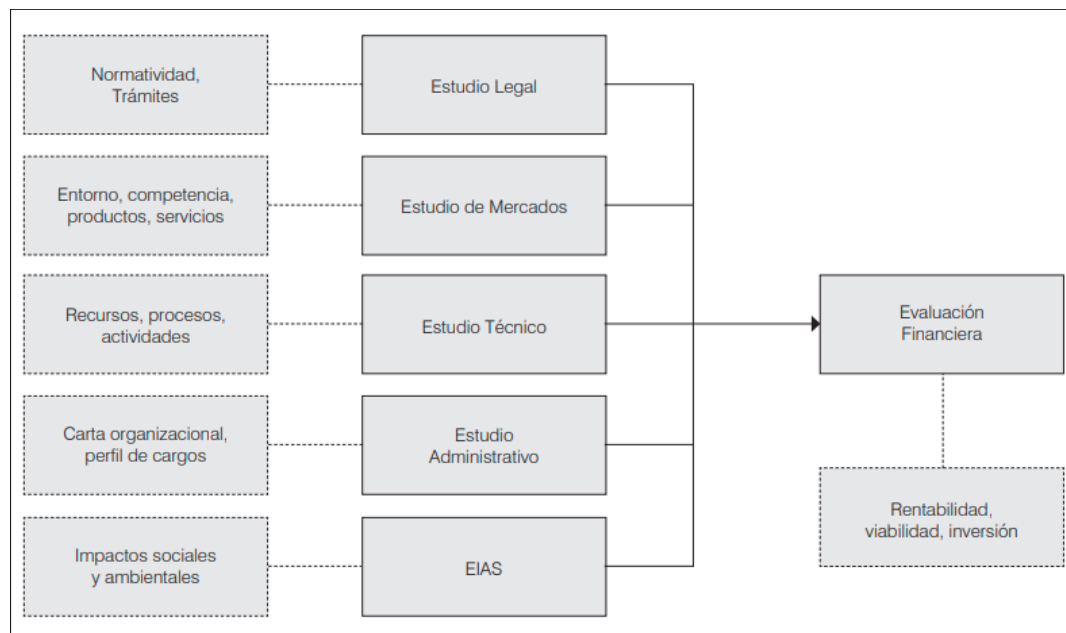 Normatividad,
Trámites
Estudio Legal
Entorno, competencia,
productos, servicios
Estudio de Mercados
Recursos, procesos,
actividades
Estudio Técnico
Evaluación
Financiera
Carta organizacional,
perfil de cargos
Estudio
Administrativo
Rentabilidad,
viabilidad, inversión
Impactos sociales
y ambientales
EIAS